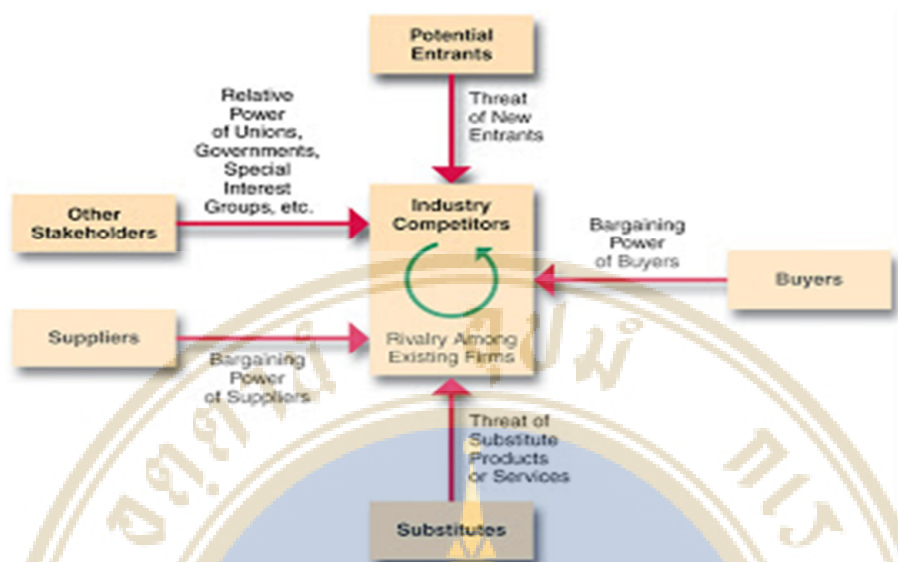 Potential
Entrants
Threat
of New
Entrants
Relative
Power
of Unions,
Governments,
Special
Interest
Groups, etc.
Other
Stakeholders
Industry
Competitors
Rivalry Among
Existing Firms
Bargaining
Power
of Buyers
Buyers
Suppliers
Bargaining
Power
of Suppliers
Threat of
Substitute
Products
or Services
Substitutes